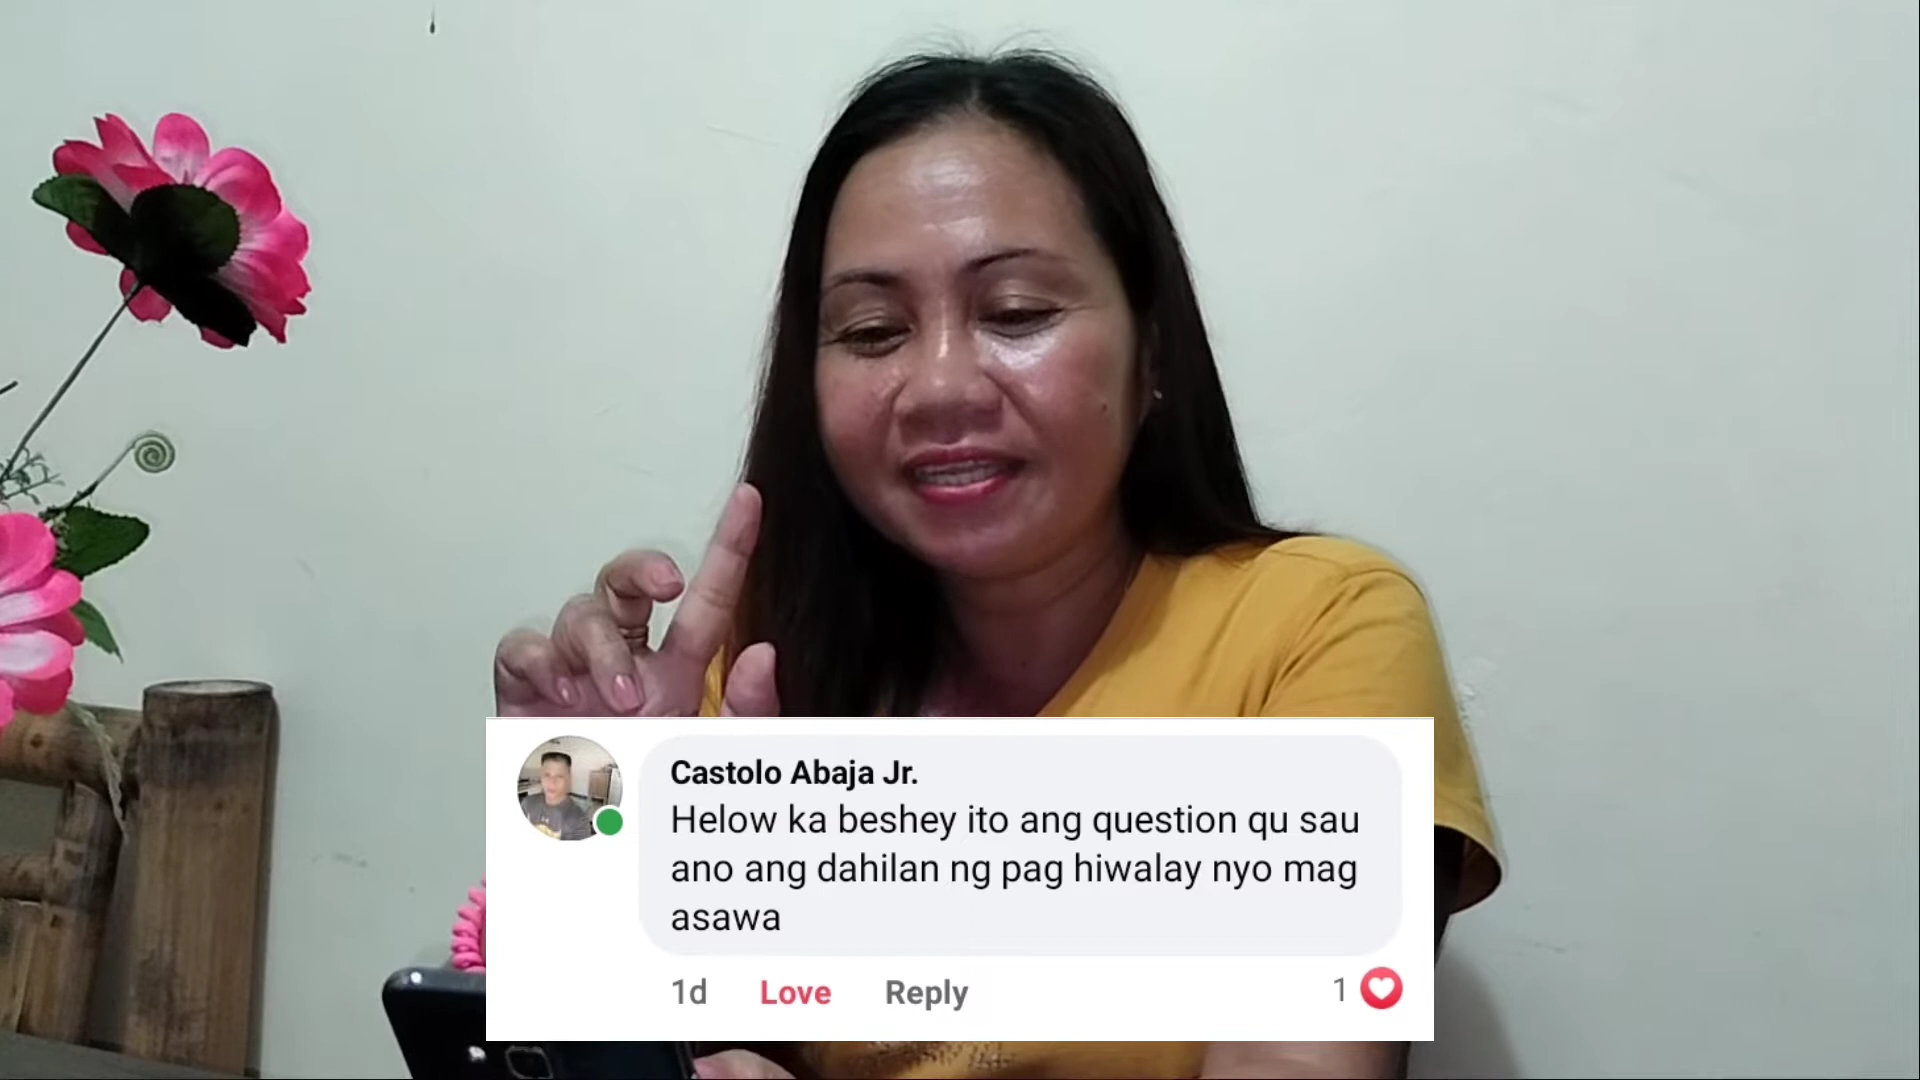 Castolo Abaja Jr.
Helow ka beshey ito ang question qu sau
ano ang dahilan ng pag hiwalay nyo mag
asawa
1d Love Reply 1